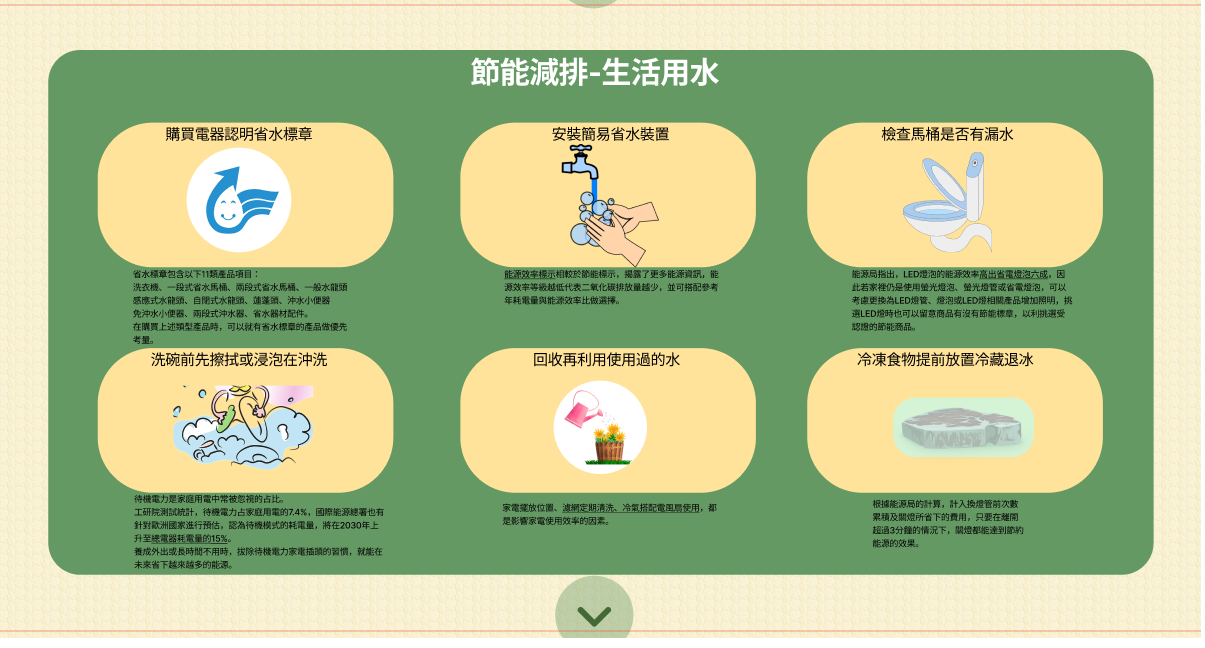 節能減排-生活用水
購買電器認明省水標章
省水標章包含以下11類產品項目：
洗衣機、一段式省水馬桶、兩段式省水馬桶、一般水龍頭
感應式水龍頭、自閉式水龍頭、蓮蓬頭、沖水小便器
免沖水小便器、兩段式沖水器、省水器材配件。
在購買上述類型產品時，可以就有省水標章的產品做優先
考量。
安裝簡易省水裝置
能源效率標示相較於節能標示，揭露了更多能源資訊，能
源效率等級越低代表二氧化碳排放量越少，並可搭配參考
年耗電量與能源效率比做選擇。
檢查馬桶是否有漏水
能源局指出，LED燈泡的能源效率高出省電燈泡六成，因
此若家裡仍是使用螢光燈泡、螢光燈管或省電燈泡，可以
考慮更換為LED燈管、燈泡或LED燈相關產品增加照明，挑
選LED燈時也可以留意商品有沒有節能標章，以利挑選受
認證的節能商品。
洗碗前先擦拭或浸泡在沖洗
待機電力是家庭用電中常被忽視的占比。
工研院測試統計，待機電力占家庭用電的7.4%，國際能源總署也有
針對歐洲國家進行預估，認為待機模式的耗電量，將在2030年上
升至總電器耗電量的15%。
養成外出或長時間不用時，拔除待機電力家電插頭的習慣，就能在
未來省下越來越多的能源。
回收再利用使用過的水
家電擺放位置、濾網定期清洗、冷氣搭配電風扇使用，都
是影響家電使用效率的因素。
冷凍食物提前放置冷藏退冰
根據能源局的計算，計入換燈管前次數
累積及關燈所省下的費用，只要在離開
超過3分鐘的情況下，關燈都能達到節約
能源的效果。